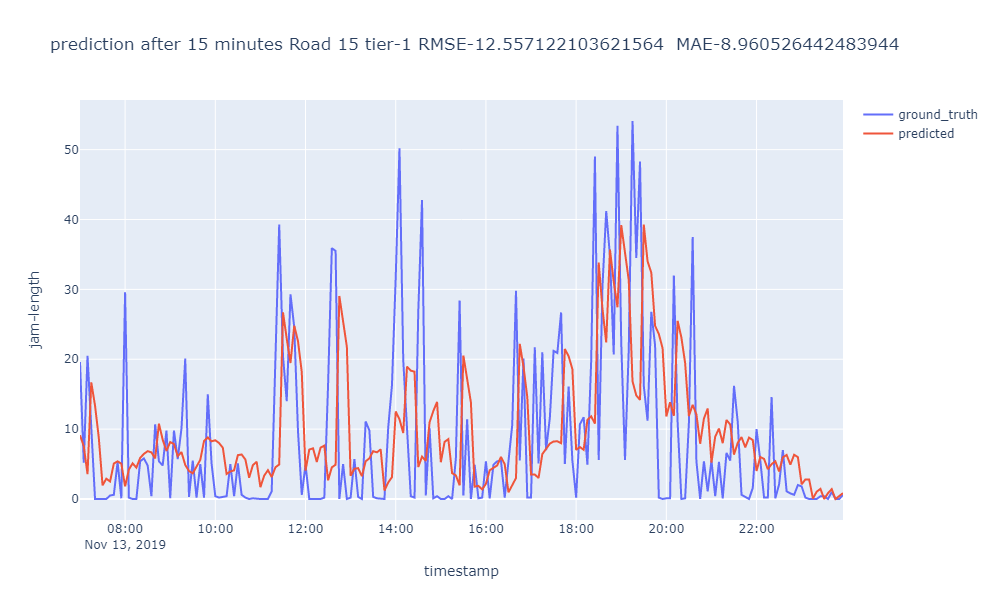 prediction after 15 minutes Road 15 tier-1 RMSE-12.557122103621564  MAE-8.960526442483944
ground_truth
predicted
50
40
30
20
10
0
jam-length
08:00 10:00 12:00 14:00 16:00 18:00 20:00 22:00
Nov 13, 2019
timestamp